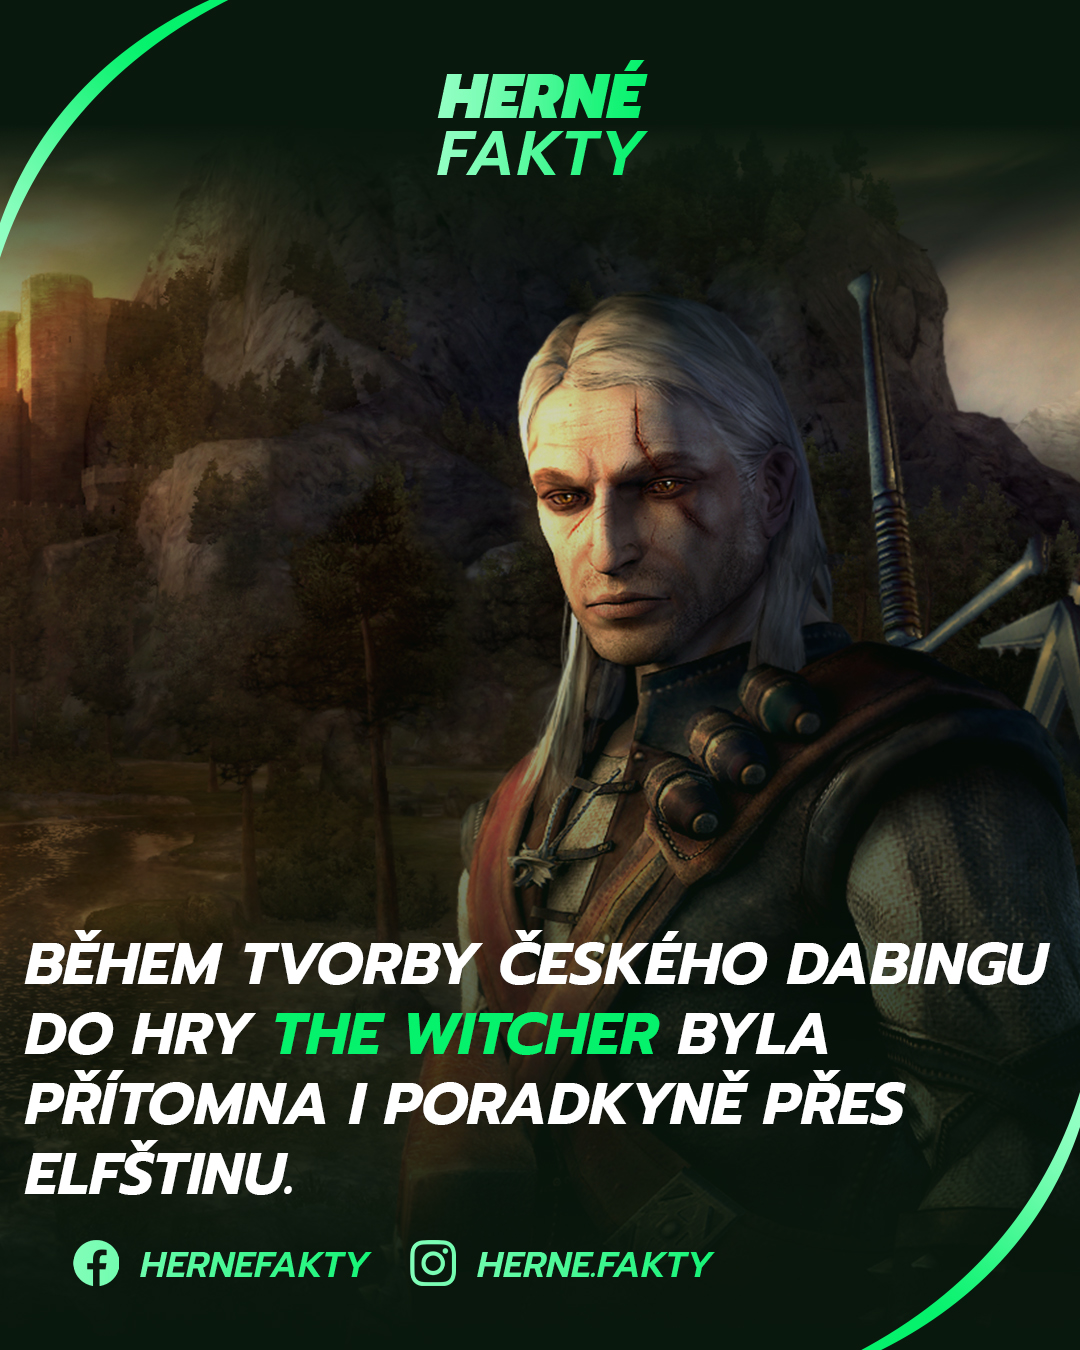 HERNÉ
FAKTY
BĚHEM TVORBY ČESKÉHO DABINGU
DO HRY THE WITCHER BYLA
PŘÍTOMNA I PORADKYNĚ PŘES
ELFŠTINU.
HERNEFAKTY HERNE.FAKTY